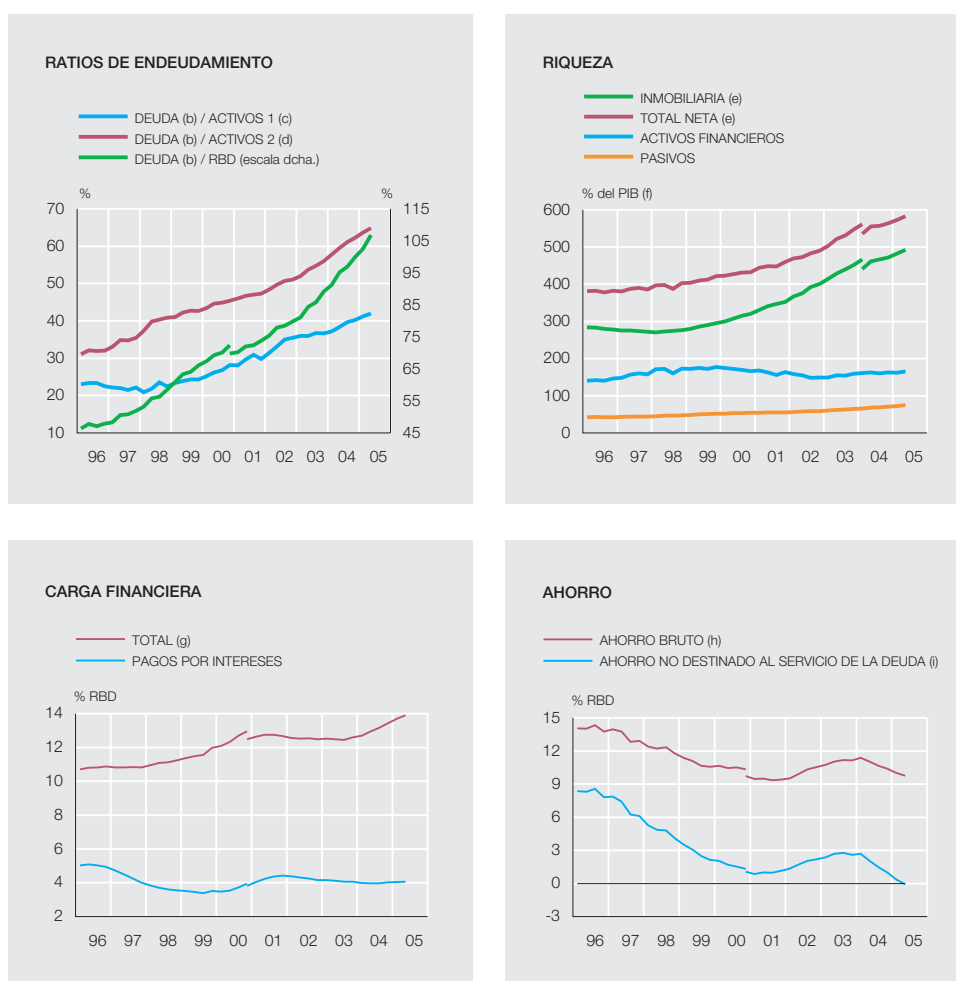 RATIOS DE ENDEUDAMIENTO
DEUDA (b) / ACTIVOS 1 (c)
DEUDA (b) / ACTIVOS 2 (d)
DEUDA (b) / RBD (escala dcha.)
% %
70 115
60 105
50 95
40 85
75
30 65
20 55
10 45
96 97 98 99 00 01 02 03 04 05
RIQUEZA
INMOBILIARIA (e)
TOTAL NETA (e)
ACTIVOS FINANCIEROS
PASIVOS
% del PIB (f)
600
500
400
300
200
100
0
96 97 98 99 00 01 02 03 04 05
CARGA FINANCIERA
TOTAL (g)
PAGOS POR INTERESES
% RBD
14
12
10
8
6
4
2
96 97 98 99 00 01 02 03 04 05
AHORRO
AHORRO BRUTO (h)
AHORRO NO DESTINADO AL SERVICIO DE LA DEUDA (i)
% RBD
15
12
9
6
3
0
-3
96 97 98 99 00 01 02 03 04 05